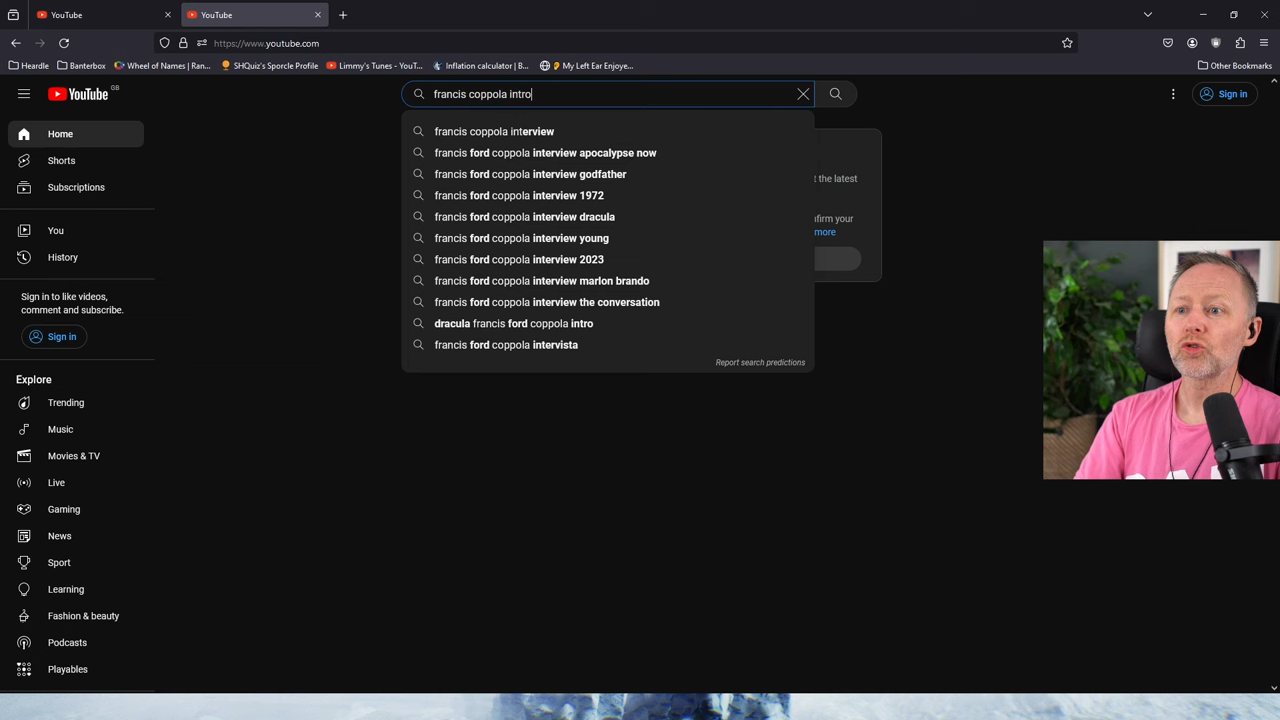 YouTube
YouTube
https://www.youtube.com
Heardle
Banterbox
Wheel of Names | Ran...
SHQuiz's Sporcle Profile
Limmy's Tunes - YouT...
Inflation calculator | B...
My Left Ear Enjoye...
Other Bookmarks
YouTube GB
francis coppola intro
Sign in
Home
Shorts
Subscriptions
You
History
Sign in to like videos,
comment and subscribe.
Sign in
Explore
Trending
Music
Movies & TV
Live
Gaming
News
Sport
Learning
Fashion & beauty
Podcasts
Playables
francis coppola interview
francis ford coppola interview apocalypse now
francis ford coppola interview godfather
francis ford coppola interview 1972
francis ford coppola interview dracula
francis ford coppola interview young
francis ford coppola interview 2023
francis ford coppola interview marlon brando
francis ford coppola interview the conversation
dracula francis ford coppola intro
francis ford coppola intervista
Report search predictions
t the latest
nfirm your
more